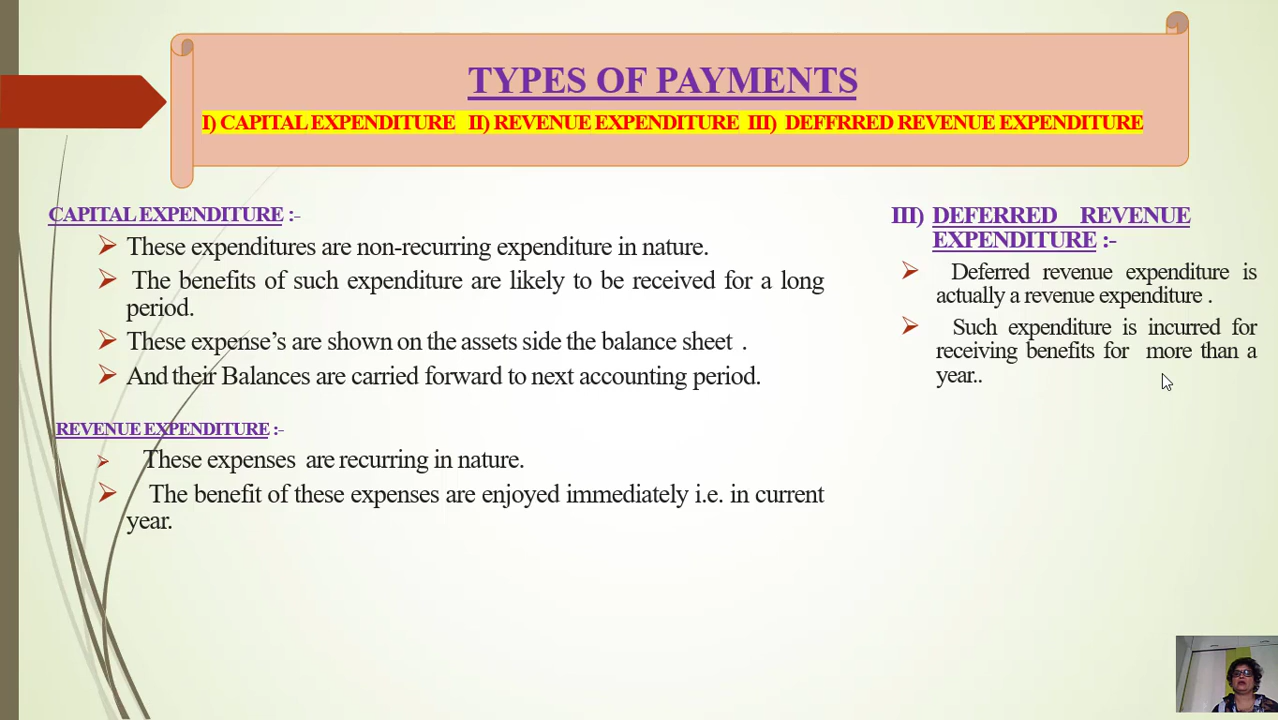 TYPES OF PAYMENTS
I) CAPITAL EXPENDITURE II) REVENUE EXPENDITURE III) DEFFRRED REVENUE EXPENDITURE
CAPITAL EXPENDITURE :-
These expenditures are non-recurring expenditure in nature.
The benefits of such expenditure are likely to be received for a long
period.
These expense’s are shown on the assets side the balance sheet .
And their Balances are carried forward to next accounting period.
REVENUE EXPENDITURE :-
These expenses are recurring in nature.
The benefit of these expenses are enjoyed immediately i.e. in current
year.
III) DEFERRED REVENUE
EXPENDITURE :-
Deferred revenue expenditure is
actually a revenue expenditure .
Such expenditure is incurred for
receiving benefits for more than a
year..